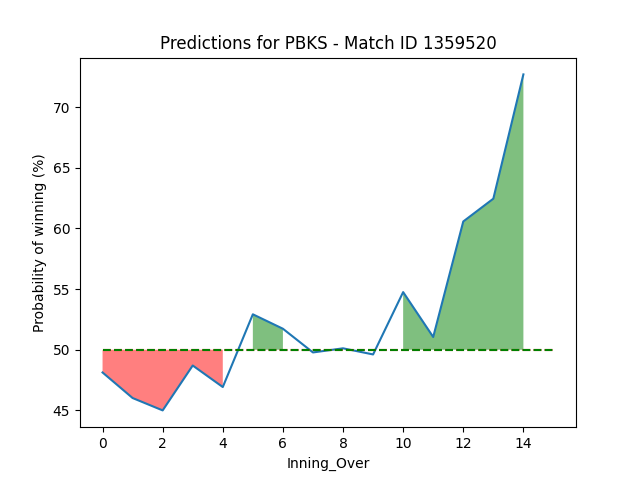 Predictions for PBKS - Match ID 1359520
Probability of winning (%)
70
65
60
55
50
45
0 2 4 6 8 10 12 14
Inning_Over